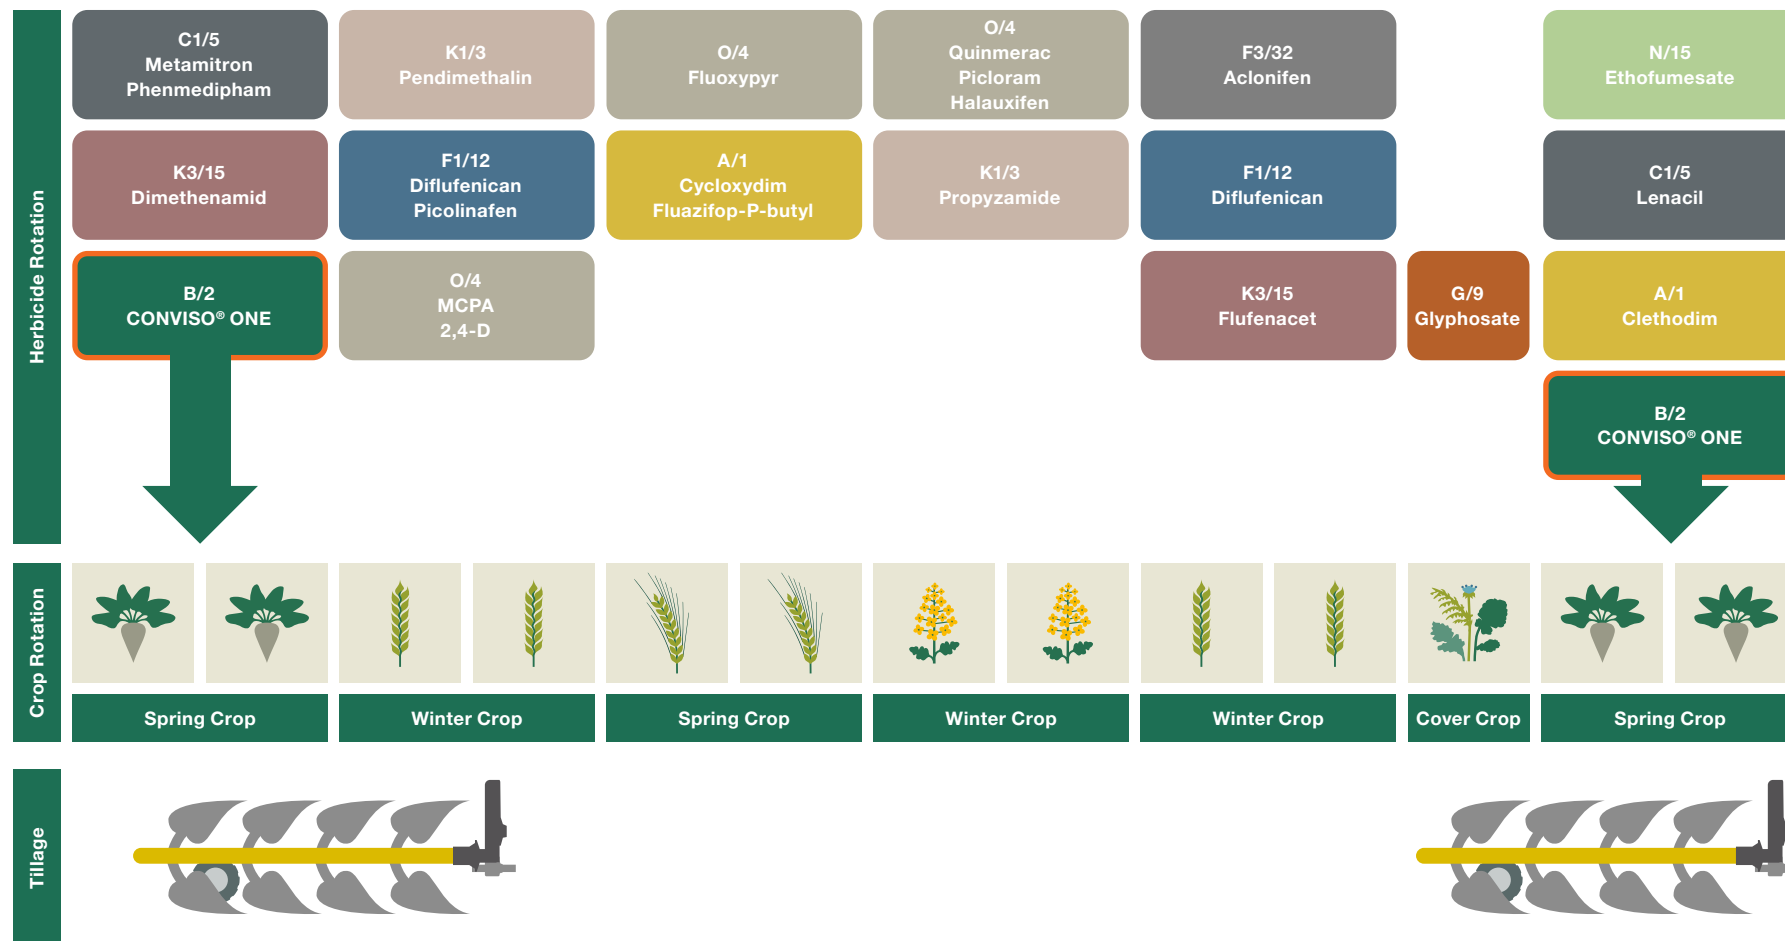 Herbicide Rotation
C1/5
Metamitron
Phenmedipham
K1/3
Pendimethalin
O/4
Fluoxypyr
O/4
Quinmerac
Picloram
Halauxifen
F3/32
Aclonifen
N/15
Ethofumesate
K3/15
Dimethenamid
F1/12
Diflufenican
Picolinafen
A/1
Cycloxydim
Fluazifop-P-butyl
K1/3
Propyzamide
F1/12
Diflufenican
C1/5
Lenacil
B/2
CONVISO® ONE
O/4
MCPA
2,4-D
K3/15
Flufenacet
G/9
Glyphosate
A/1
Clethodim
B/2
CONVISO® ONE
Crop Rotation
Spring Crop
Winter Crop
Spring Crop
Winter Crop
Winter Crop
Cover Crop
Spring Crop
Tillage